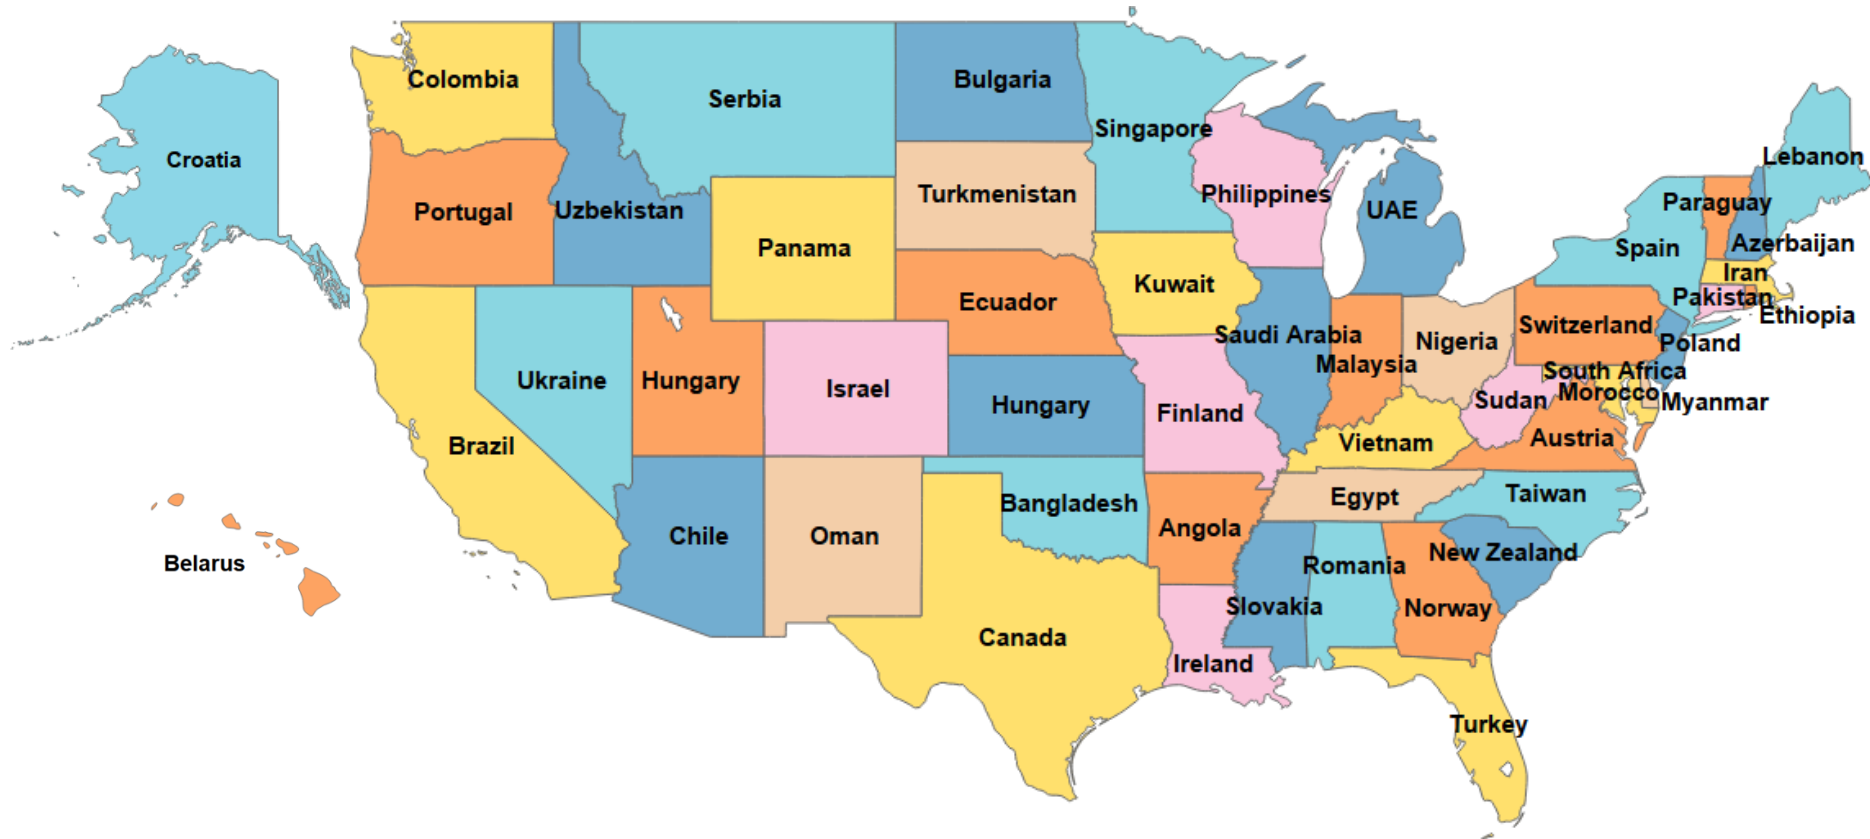 Colombia
Serbia
Bulgaria
Singapore
Lebanon
Croatia
Portugal
Uzbekistan
Turkmenistan
Philippines
UAE
Paraguay
Azerbaijan
Spain
Panama
Iran
Kuwait
Ecuador
Pakistan
Ethiopia
Switzerland
Saudi Arabia
Nigeria
Poland
Malaysia
South Africa
Ukraine
Hungary
Israel
Morocco
Sudan
Myanmar
Hungary
Finland
Brazil
Vietnam
Austria
Bangladesh
Egypt
Taiwan
Chile
Oman
Angola
New Zealand
Belarus
Romania
Slovakia
Norway
Canada
Ireland
Turkey